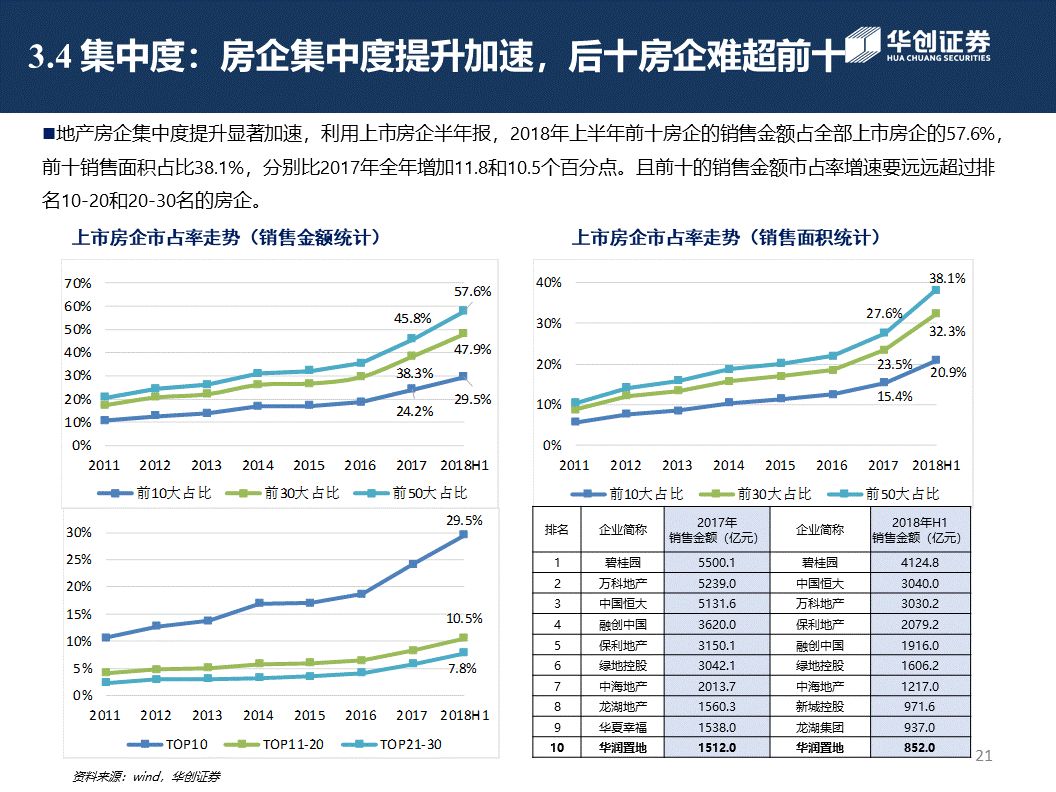 3.4 集中度：房企集中度提升加速，后十房企难超前十
华创证券
HUA CHUANG SECURITIES
■地产房企集中度提升显著加速，利用上市房企半年报，2018年上半年前十房企的销售金额占全部上市房企的57.6%，
前十销售面积占比38.1%，分别比2017年全年增加11.8和10.5个百分点。且前十的销售金额市占率增速要远远超过排
名10-20和20-30名的房企。
上市房企市占率走势（销售金额统计）
70%
60%
50%
40%
30%
20%
10%
0%
57.6%
45.8%
47.9%
38.3%
29.5%
24.2%
2011 2012 2013 2014 2015 2016 2017 2018H1
前10大占比 前30大占比 前50大占比
上市房企市占率走势（销售面积统计）
40%
30%
20%
10%
0%
38.1%
27.6%
32.3%
23.5%
20.9%
15.4%
2011 2012 2013 2014 2015 2016 2017 2018H1
前10大占比 前30大占比 前50大占比
30%
25%
20%
15%
10%
5%
0%
29.5%
10.5%
7.8%
2011 2012 2013 2014 2015 2016 2017 2018H1
TOP10 TOP11-20 TOP21-30
排名 企业简称 2017年 企业简称 2018年H1
销售金额（亿元） 销售金额（亿元）
1 碧桂园 5500.1 碧桂园 4124.8
2 万科地产 5239.0 中国恒大 3040.0
3 中国恒大 5131.6 万科地产 3030.2
4 融创中国 3620.0 保利地产 2079.2
5 保利地产 3150.1 融创中国 1916.0
6 绿地控股 3042.1 绿地控股 1606.2
7 中海地产 2013.7 中海地产 1217.0
8 龙湖地产 1560.3 新城控股 971.6
9 华夏幸福 1538.0 龙湖集团 937.0
10 华润置地 1512.0 华润置地 852.0
21
资料来源：wind，华创证券